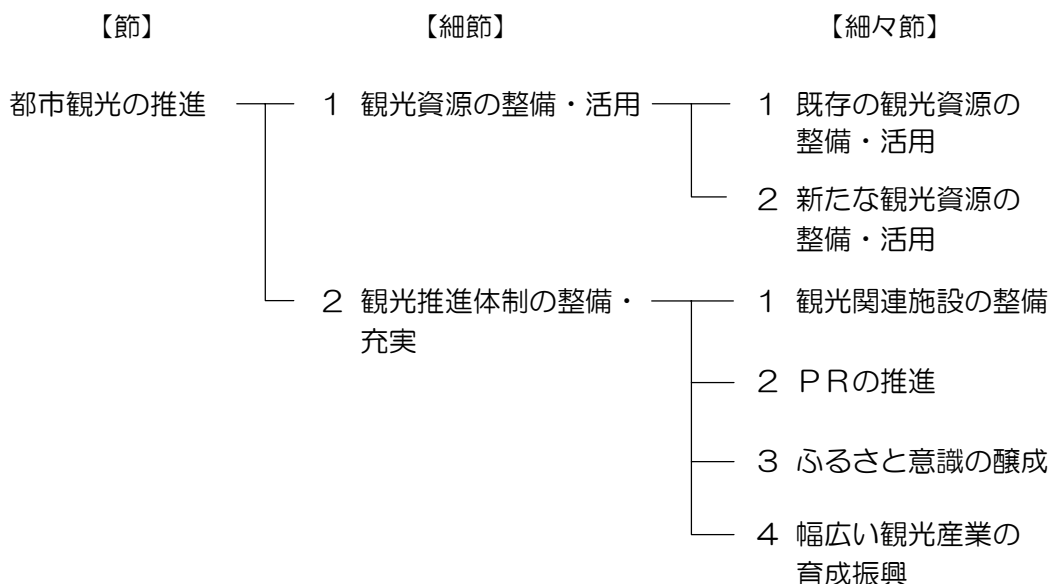 【節】 【細節】 【細々節】
都市観光の推進 1 観光資源の整備・活用 1 既存の観光資源の
整備・活用
2 新たな観光資源の
整備・活用
2 観光推進体制の整備・ 1 観光関連施設の整備
充実
2 ＰＲの推進
3 ふるさと意識の醸成
4 幅広い観光産業の
育成振興